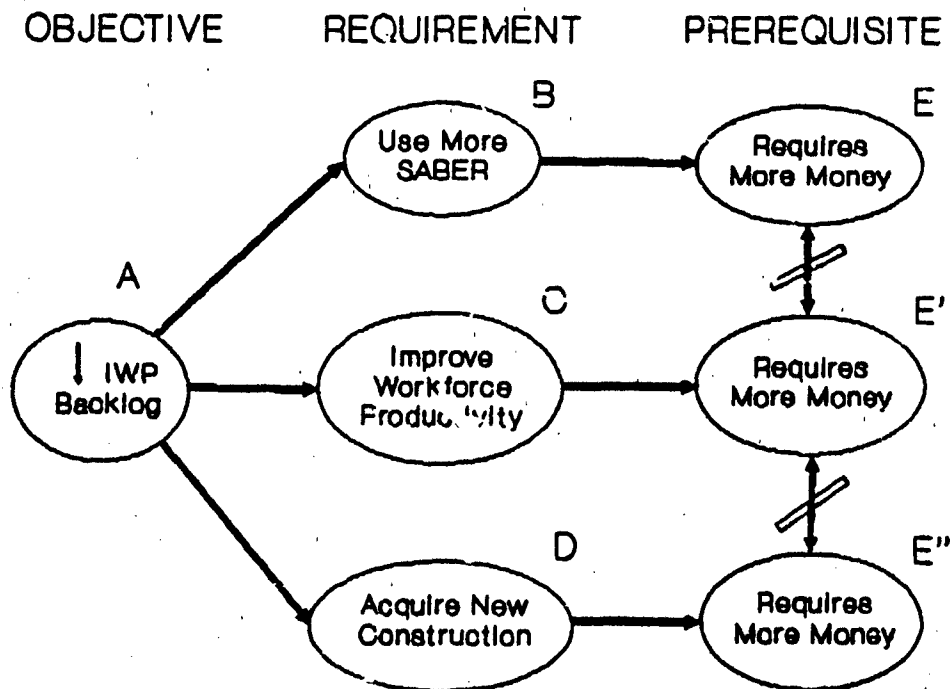 OBJECTIVE REQUIREMENT PREREQUISITE
B
E
Use More
SABER
Requires
More Money
A
C
E'
↓ IWP
Backlog
Improve
Workforce
Productivity
Requires
More Money
D
E"
Acquire New
Construction
Requires
More Money